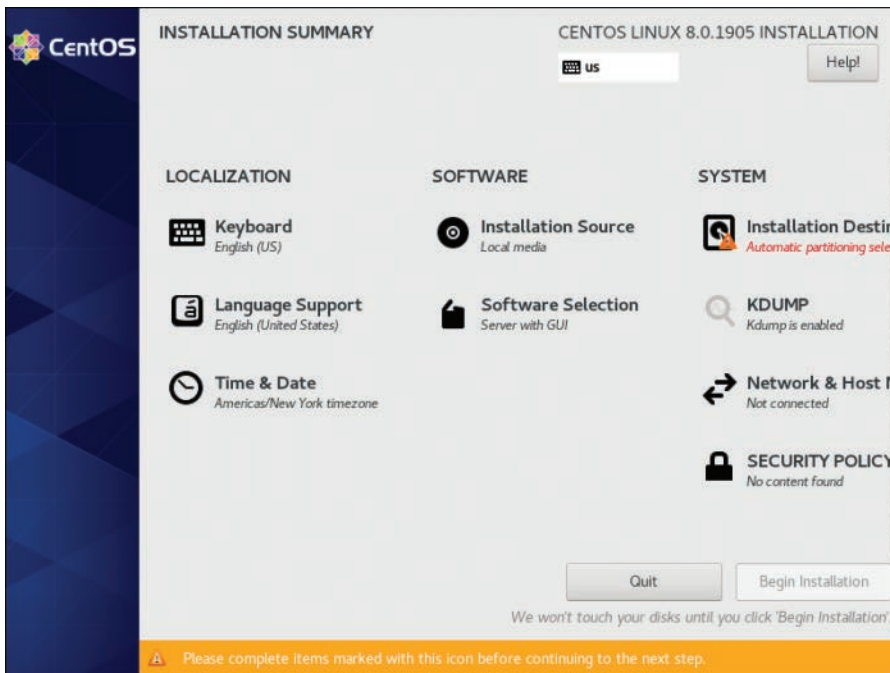 CentOS
INSTALLATION SUMMARY
CENTOS LINUX 8.0.1905 INSTALLATION
us
Help!
LOCALIZATION
Keyboard
English (US)
Language Support
English (United States)
Time & Date
Americas/New York timezone
SOFTWARE
Installation Source
Local media
Software Selection
Server with GUI
SYSTEM
Installation
Automatic partitioning
KDUMP
Kdump is enabled
Network & Host
Not connected
SECURITY POLICY
No content found
Quit
Begin Installation
We won't touch your disks until you click 'Begin Installation'.
Please complete items marked with this icon before continuing to the next step.